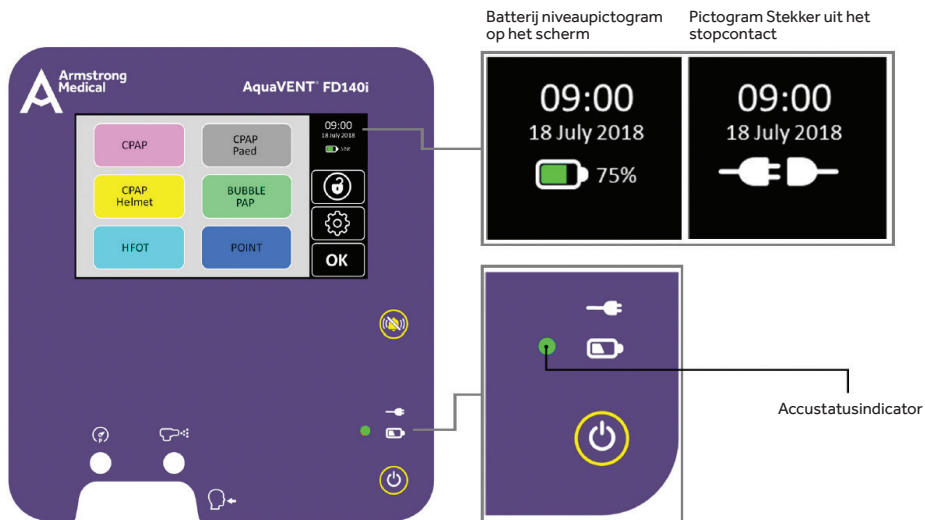 Batterij niveaupictogram
op het scherm
Pictogram Stekker uit het
stopcontact
Armstrong
Medical
AquaVENT® FD140i
CPAP
CPAP
Paed
CPAP
Helmet
BUBBLE
PAP
HFOT
POINT
09:00
18 July 2018
OK
09:00
18 July 2018
75%
09:00
18 July 2018
Accustatusindicator